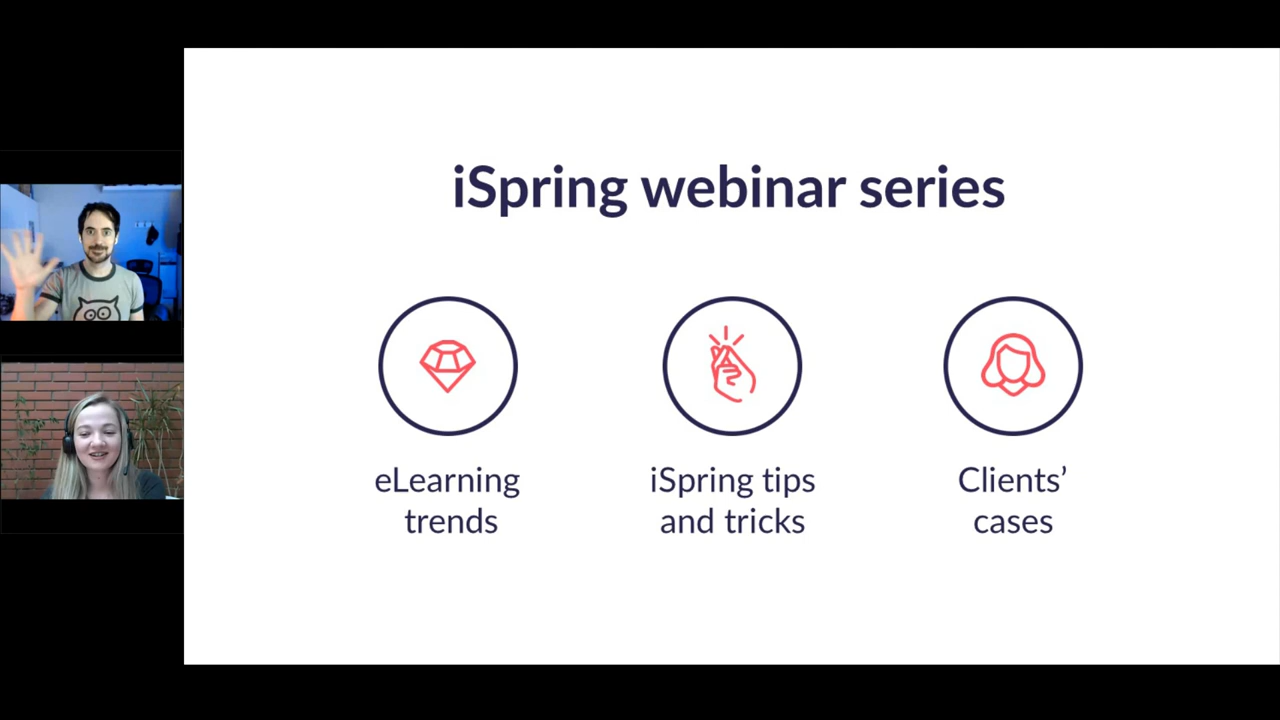 iSpring webinar series
eLearning
trends
iSpring tips
and tricks
Clients’
cases